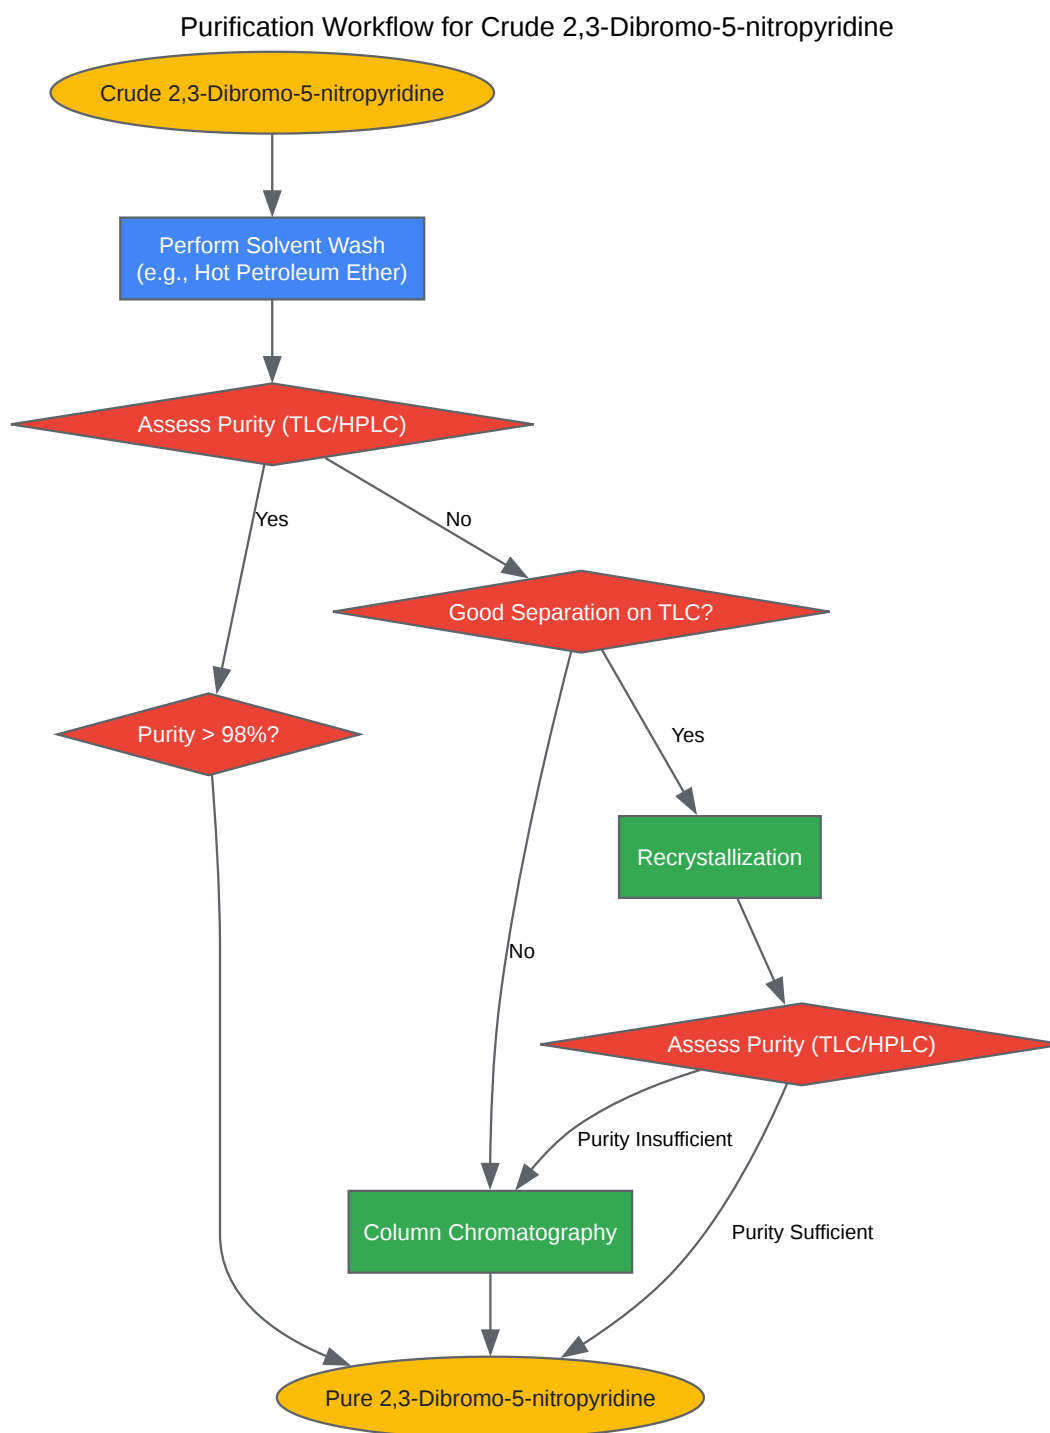 Purification Workflow for Crude 2,3-Dibromo-5-nitropyridine
Crude 2,3-Dibromo-5-nitropyridine
Perform Solvent Wash
(e.g., Hot Petroleum Ether)
Assess Purity (TLC/HPLC)
Yes
No
Good Separation on TLC?
Purity > 98%?
Yes
Recrystallization
No
Assess Purity (TLC/HPLC)
Purity Insufficient
Column Chromatography
Purity Sufficient
Pure 2,3-Dibromo-5-nitropyridine